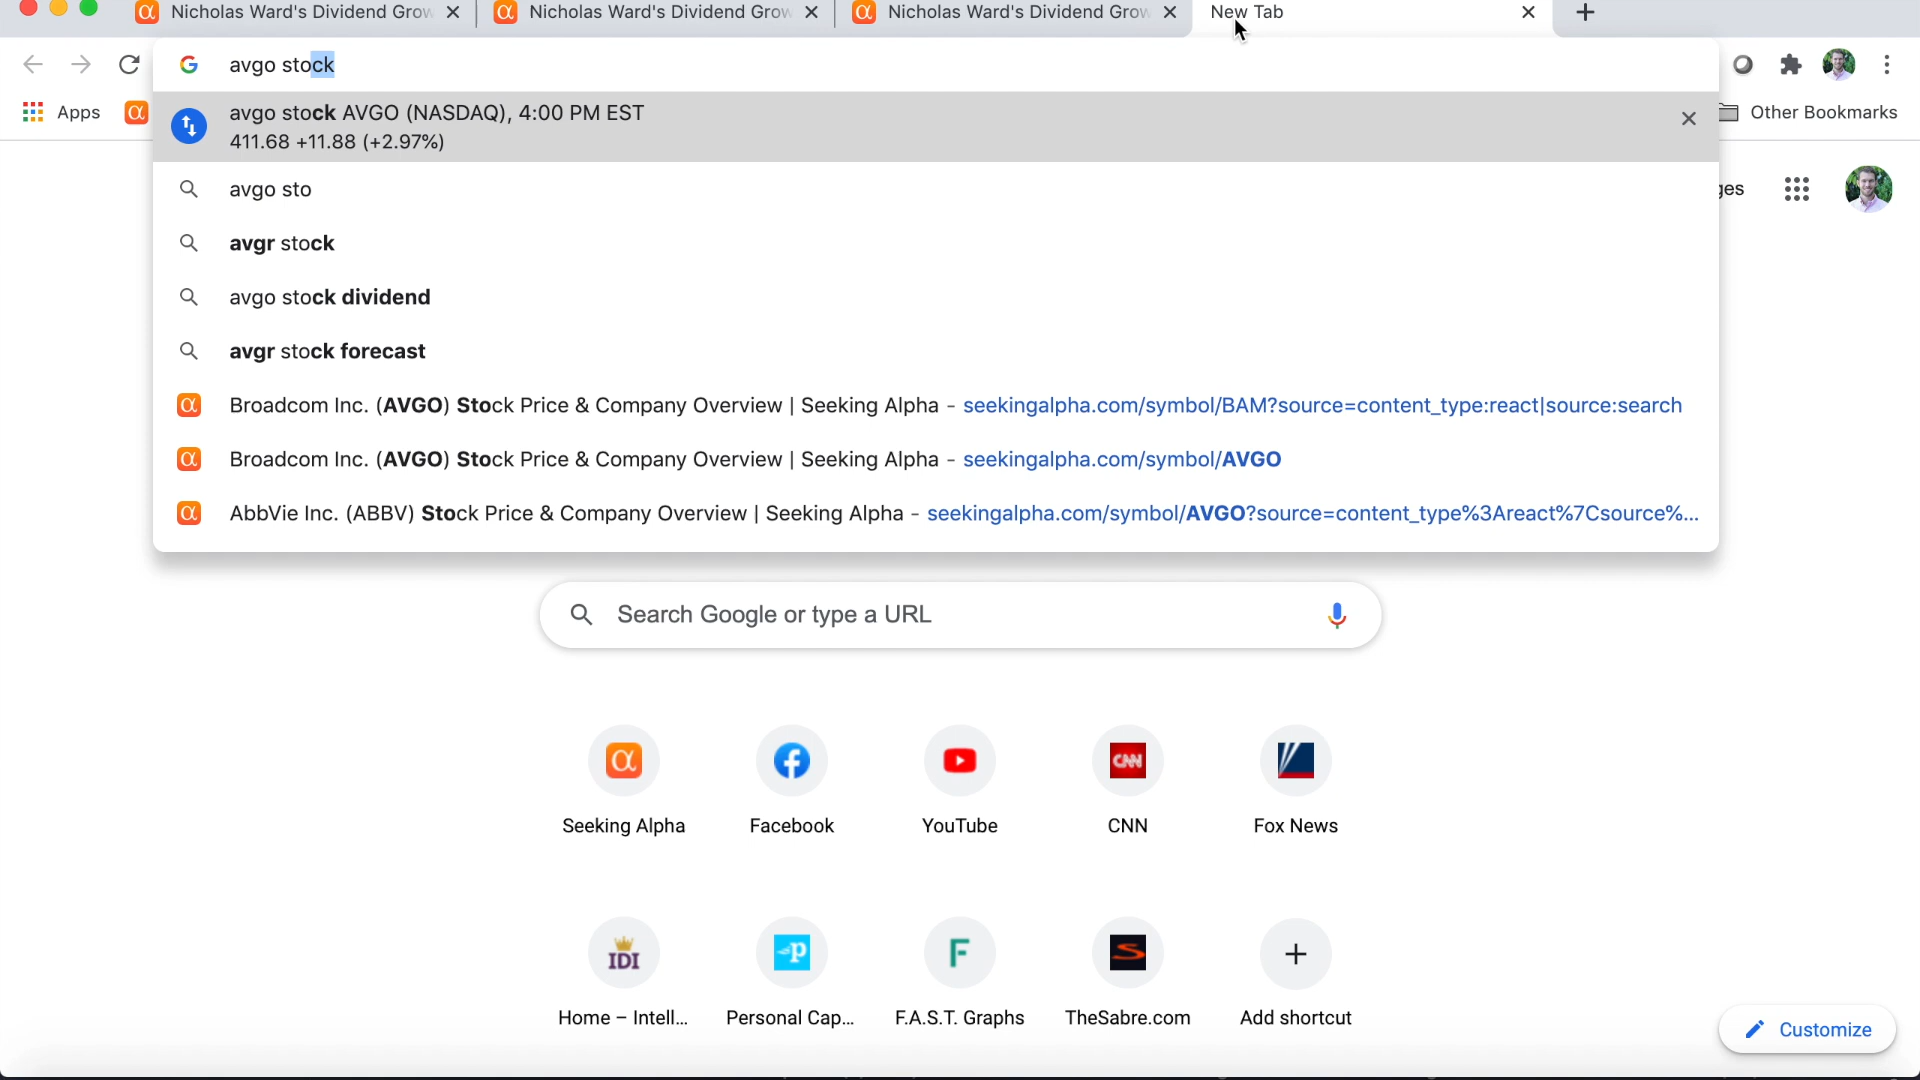 Nicholas Ward's Dividend Grow Nicholas Ward's Dividend Grow Nicholas Ward's Dividend Grow New Tab
avgo stock
Apps Other Bookmarks
avgo stock AVGO (NASDAQ), 4:00 PM EST
411.68 +11.88 (+2.97%)
avgo sto
avgr stock
avgo stock dividend
avgr stock forecast
Broadcom Inc. (AVGO) Stock Price & Company Overview | Seeking Alpha - seekingalpha.com/symbol/BAM?source=content_type:react|source:search
Broadcom Inc. (AVGO) Stock Price & Company Overview | Seeking Alpha - seekingalpha.com/symbol/AVGO
AbbVie Inc. (ABBV) Stock Price & Company Overview | Seeking Alpha - seekingalpha.com/symbol/AVGO?source=content_type%3Areact%7Csource%...
Search Google or type a URL
CNN
Seeking Alpha Facebook YouTube CNN Fox News
IDI
Home – Intell... Personal Cap... F.A.S.T. Graphs TheSabre.com Add shortcut
Customize